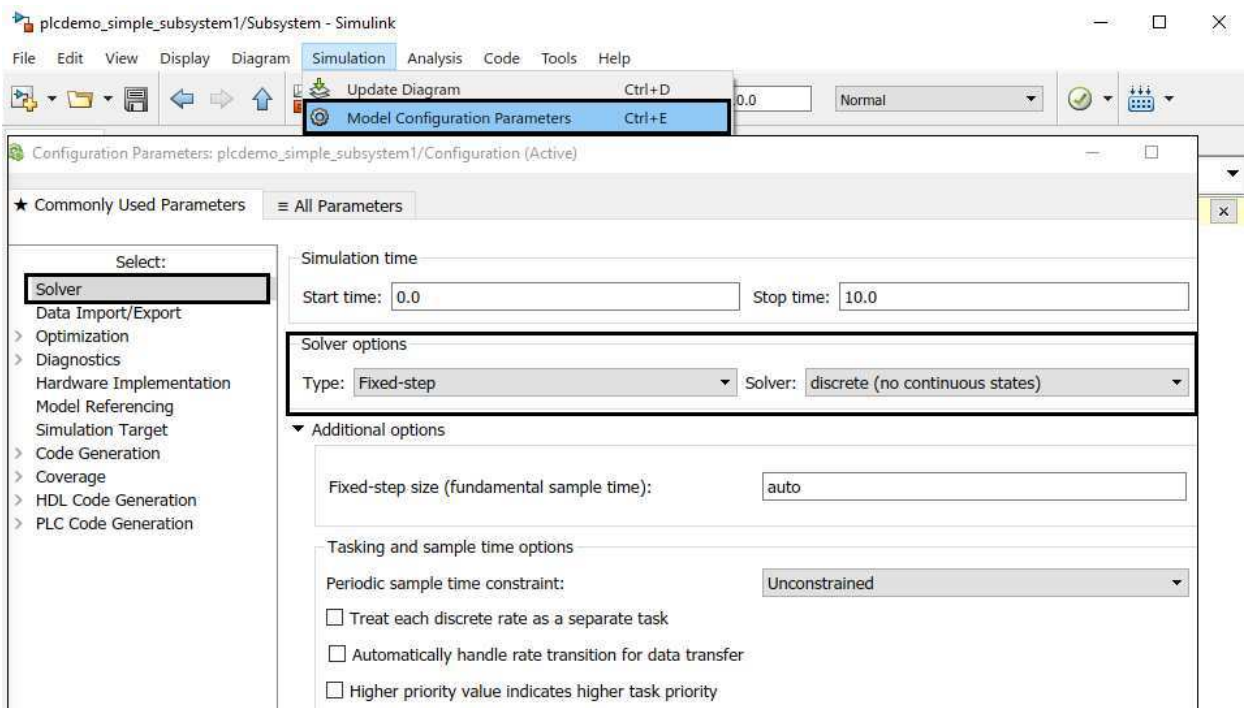 plcdemo_simple_subsystem1/Subsystem - Simulink
File Edit View Display Diagram Simulation Analysis Code Tools Help
Update Diagram Ctrl+D
0.0
Normal
Model Configuration Parameters Ctrl+E
Configuration Parameters: plcdemo_simple_subsystem1/Configuration (Active)
★ Commonly Used Parameters
≡ All Parameters
Select:
Solver
Data Import/Export
> Optimization
> Diagnostics
Hardware Implementation
Model Referencing
Simulation Target
> Code Generation
> Coverage
> HDL Code Generation
> PLC Code Generation
Simulation time
Start time: 0.0 Stop time: 10.0
Solver options
Type: Fixed-step Solver: discrete (no continuous states)
Additional options
Fixed-step size (fundamental sample time): auto
Tasking and sample time options
Periodic sample time constraint: Unconstrained
Treat each discrete rate as a separate task
Automatically handle rate transition for data transfer
Higher priority value indicates higher task priority